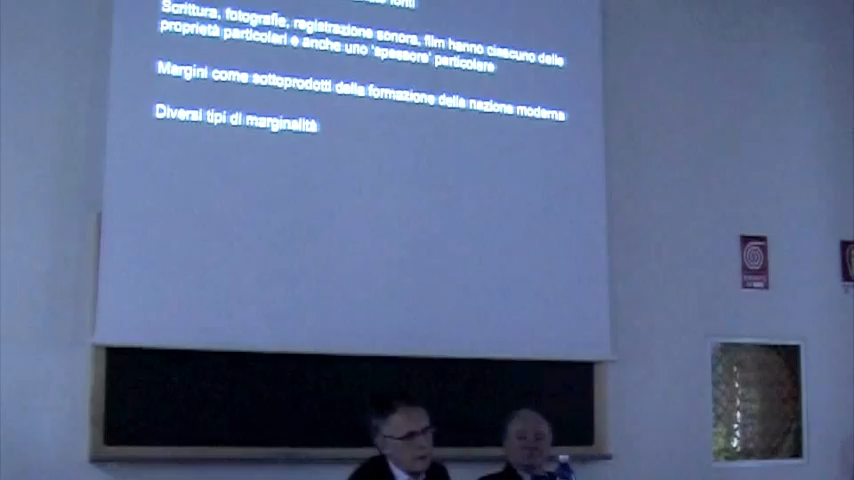 fonti
Scrittura, fotografie, registrazione sonora, film hanno ciascuno delle
proprietà particolari e anche uno 'spessore' particolare
Margini come sottoprodotti della formazione della nazione moderna
Diversi tipi di marginalità